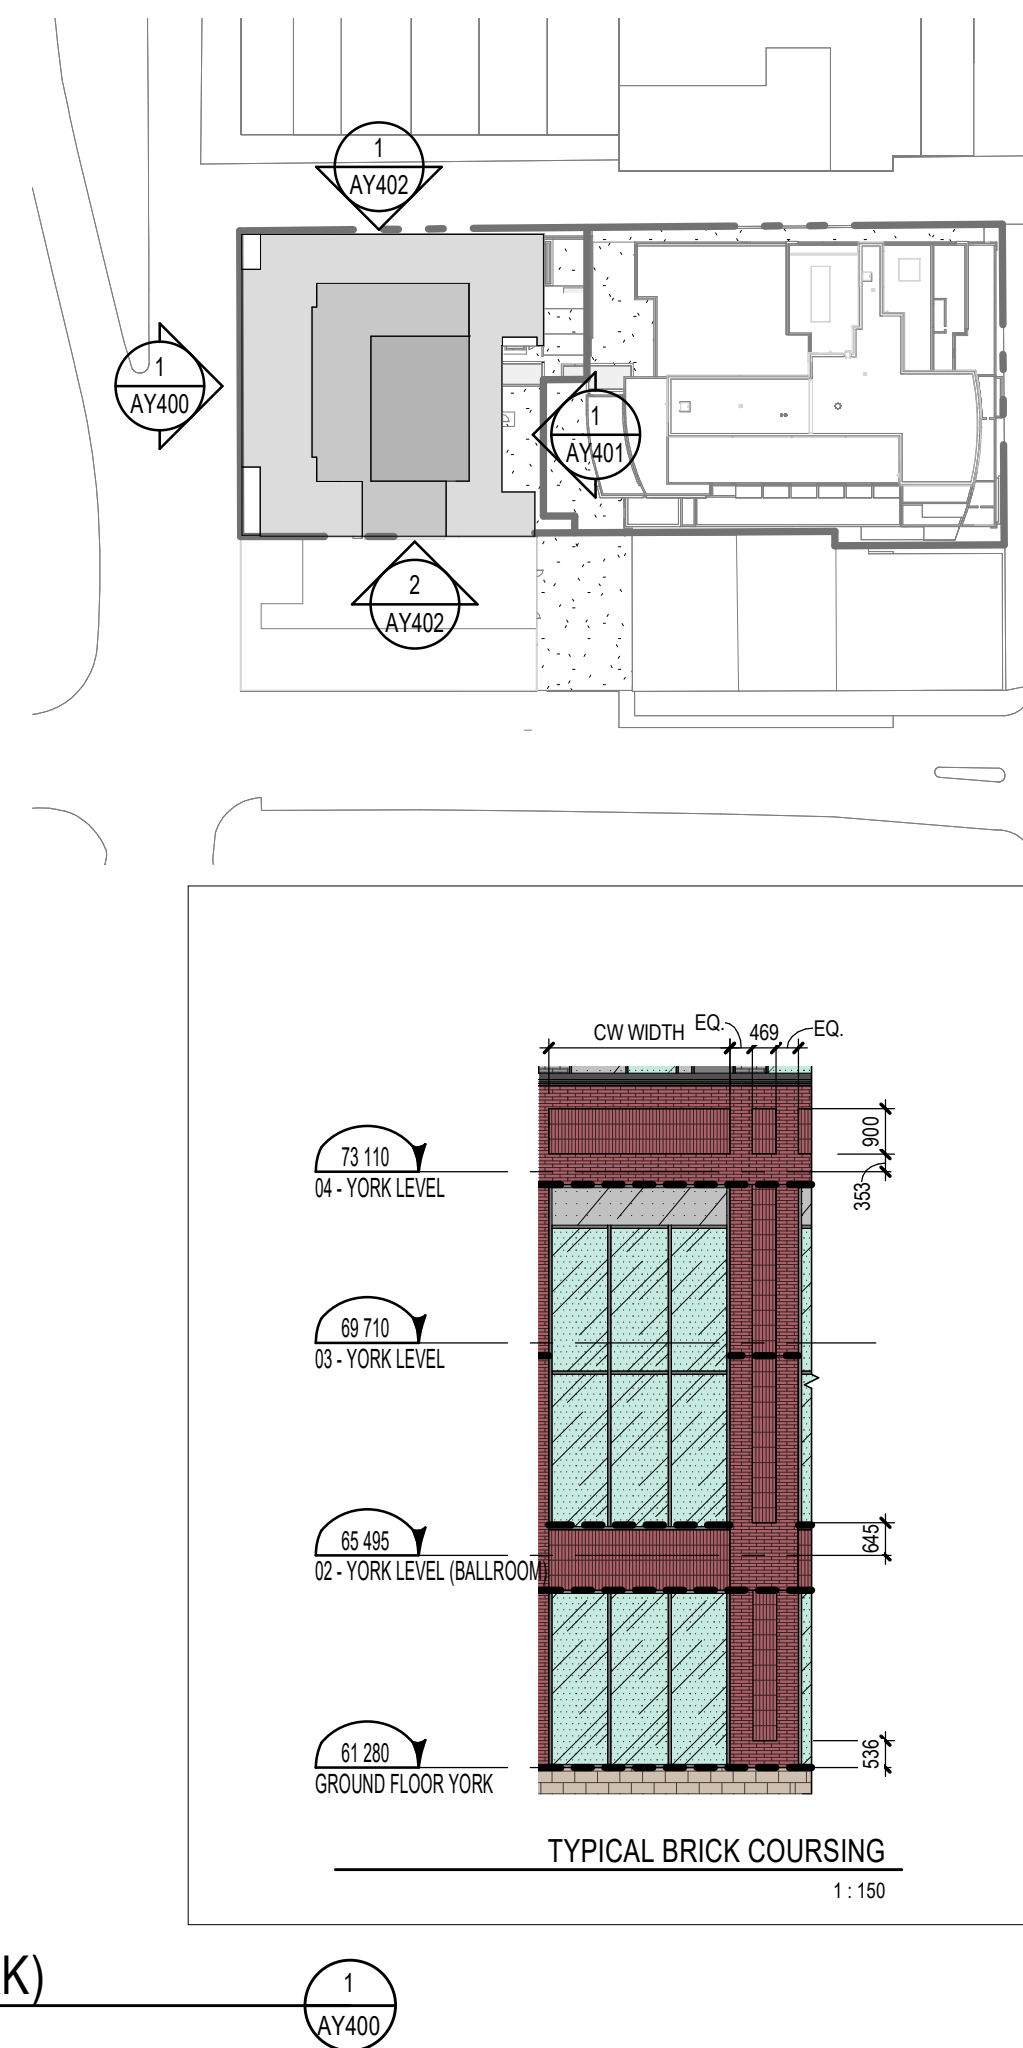 1
AY402
1
AY400
1
AY401
2
AY402
CW WIDTH EQ. 469 EQ.
900
73 110
04 - YORK LEVEL
353
69 710
03 - YORK LEVEL
645
65 495
02 - YORK LEVEL (BALLROOM)
61 280
536
GROUND FLOOR YORK
TYPICAL BRICK COURSING
1 : 150
K)
1
AY400